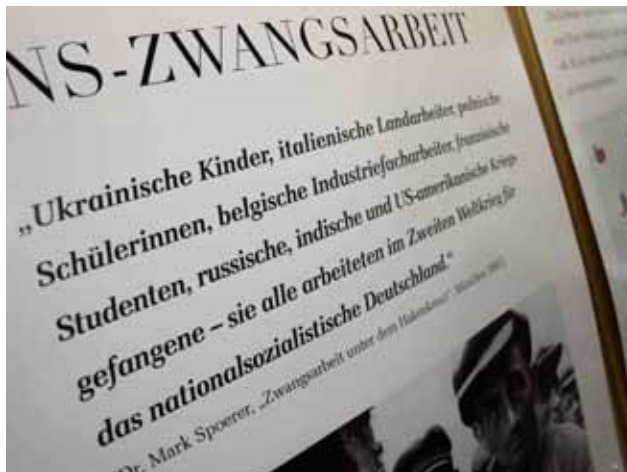 NS-ZWANGSARBEIT
„Ukrainische Kinder, italienische Landarbeiter, polnische
Schülerinnen, belgische Industriefacharbeiter, französische
Studenten, russische, indische und US-amerikanische Kriegs-
gefangene – sie alle arbeiteten im Zweiten Weltkrieg für
das nationalsozialistische Deutschland.“
Dr. Mark Spoerer, „Zwangsarbeit unter dem Hakenkreuz“, München